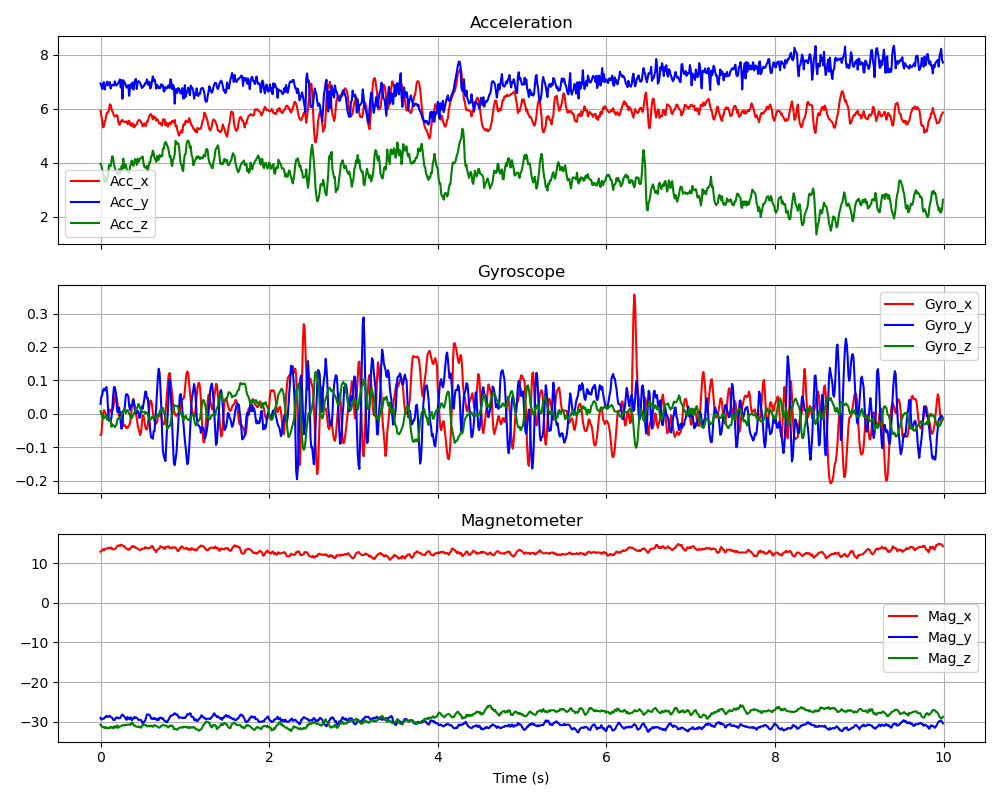 Acceleration
8
6
4
2
Acc_x
Acc_y
Acc_z
Gyroscope
0.3
0.2
0.1
0.0
−0.1
−0.2
Gyro_x
Gyro_y
Gyro_z
Magnetometer
10
0
−10
−20
−30
Mag_x
Mag_y
Mag_z
0 2 4 6 8 10
Time (s)